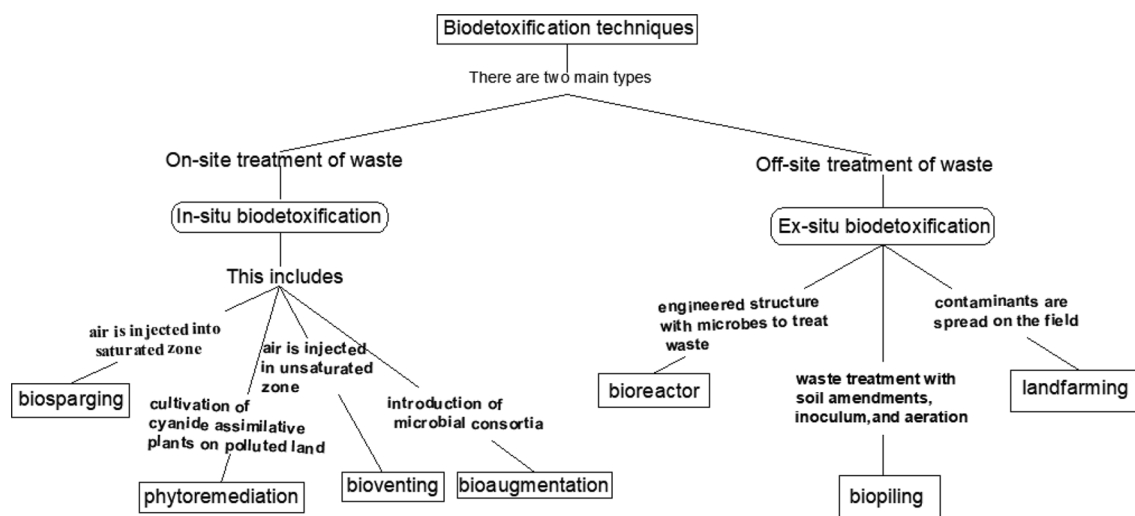 Biodetoxification techniques
There are two main types
On-site treatment of waste
In-situ biodetoxification
This includes
air is injected into
saturated zone
biosparging
cultivation of
cyanide assimilative
plants on polluted land
phytoremediation
air is injected
in unsaturated
zone
bioventing
introduction of
microbial consortia
bioaugmentation
Off-site treatment of waste
Ex-situ biodetoxification
engineered structure
with microbes to treat
waste
bioreactor
waste treatment with
soil amendments,
inoculum,and aeration
biopiling
contaminants are
spread on the field
landfarming